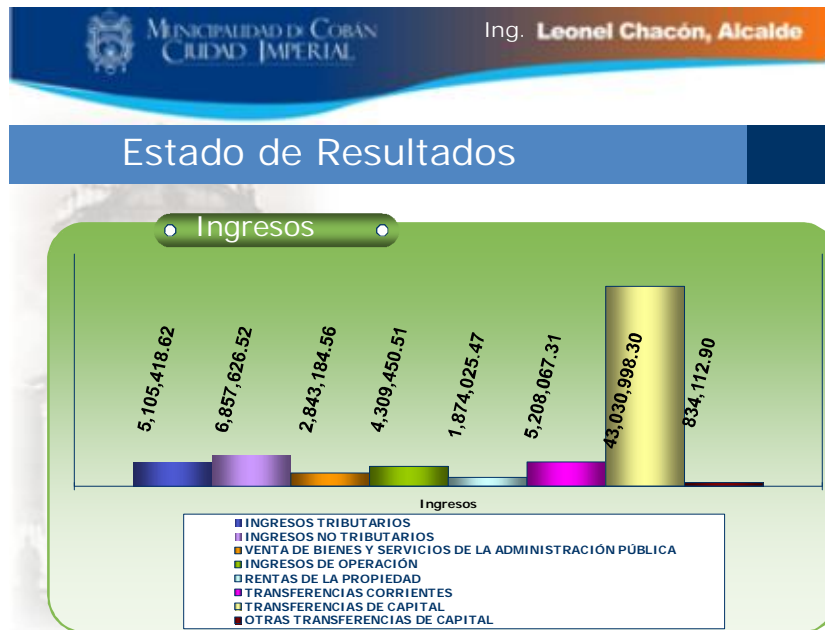 MUNICIPALIDAD DE COBÁN
CIUDAD IMPERIAL
Ing. Leonel Chacón, Alcalde
Estado de Resultados
Ingresos
5,105,418.62
6,857,626.52
2,843,184.56
4,309,450.51
1,874,025.47
5,208,067.31
43,030,998.30
834,112.90
Ingresos
INGRESOS TRIBUTARIOS
INGRESOS NO TRIBUTARIOS
VENTA DE BIENES Y SERVICIOS DE LA ADMINISTRACIÓN PÚBLICA
INGRESOS DE OPERACIÓN
RENTAS DE LA PROPIEDAD
TRANSFERENCIAS CORRIENTES
TRANSFERENCIAS DE CAPITAL
OTRAS TRANSFERENCIAS DE CAPITAL